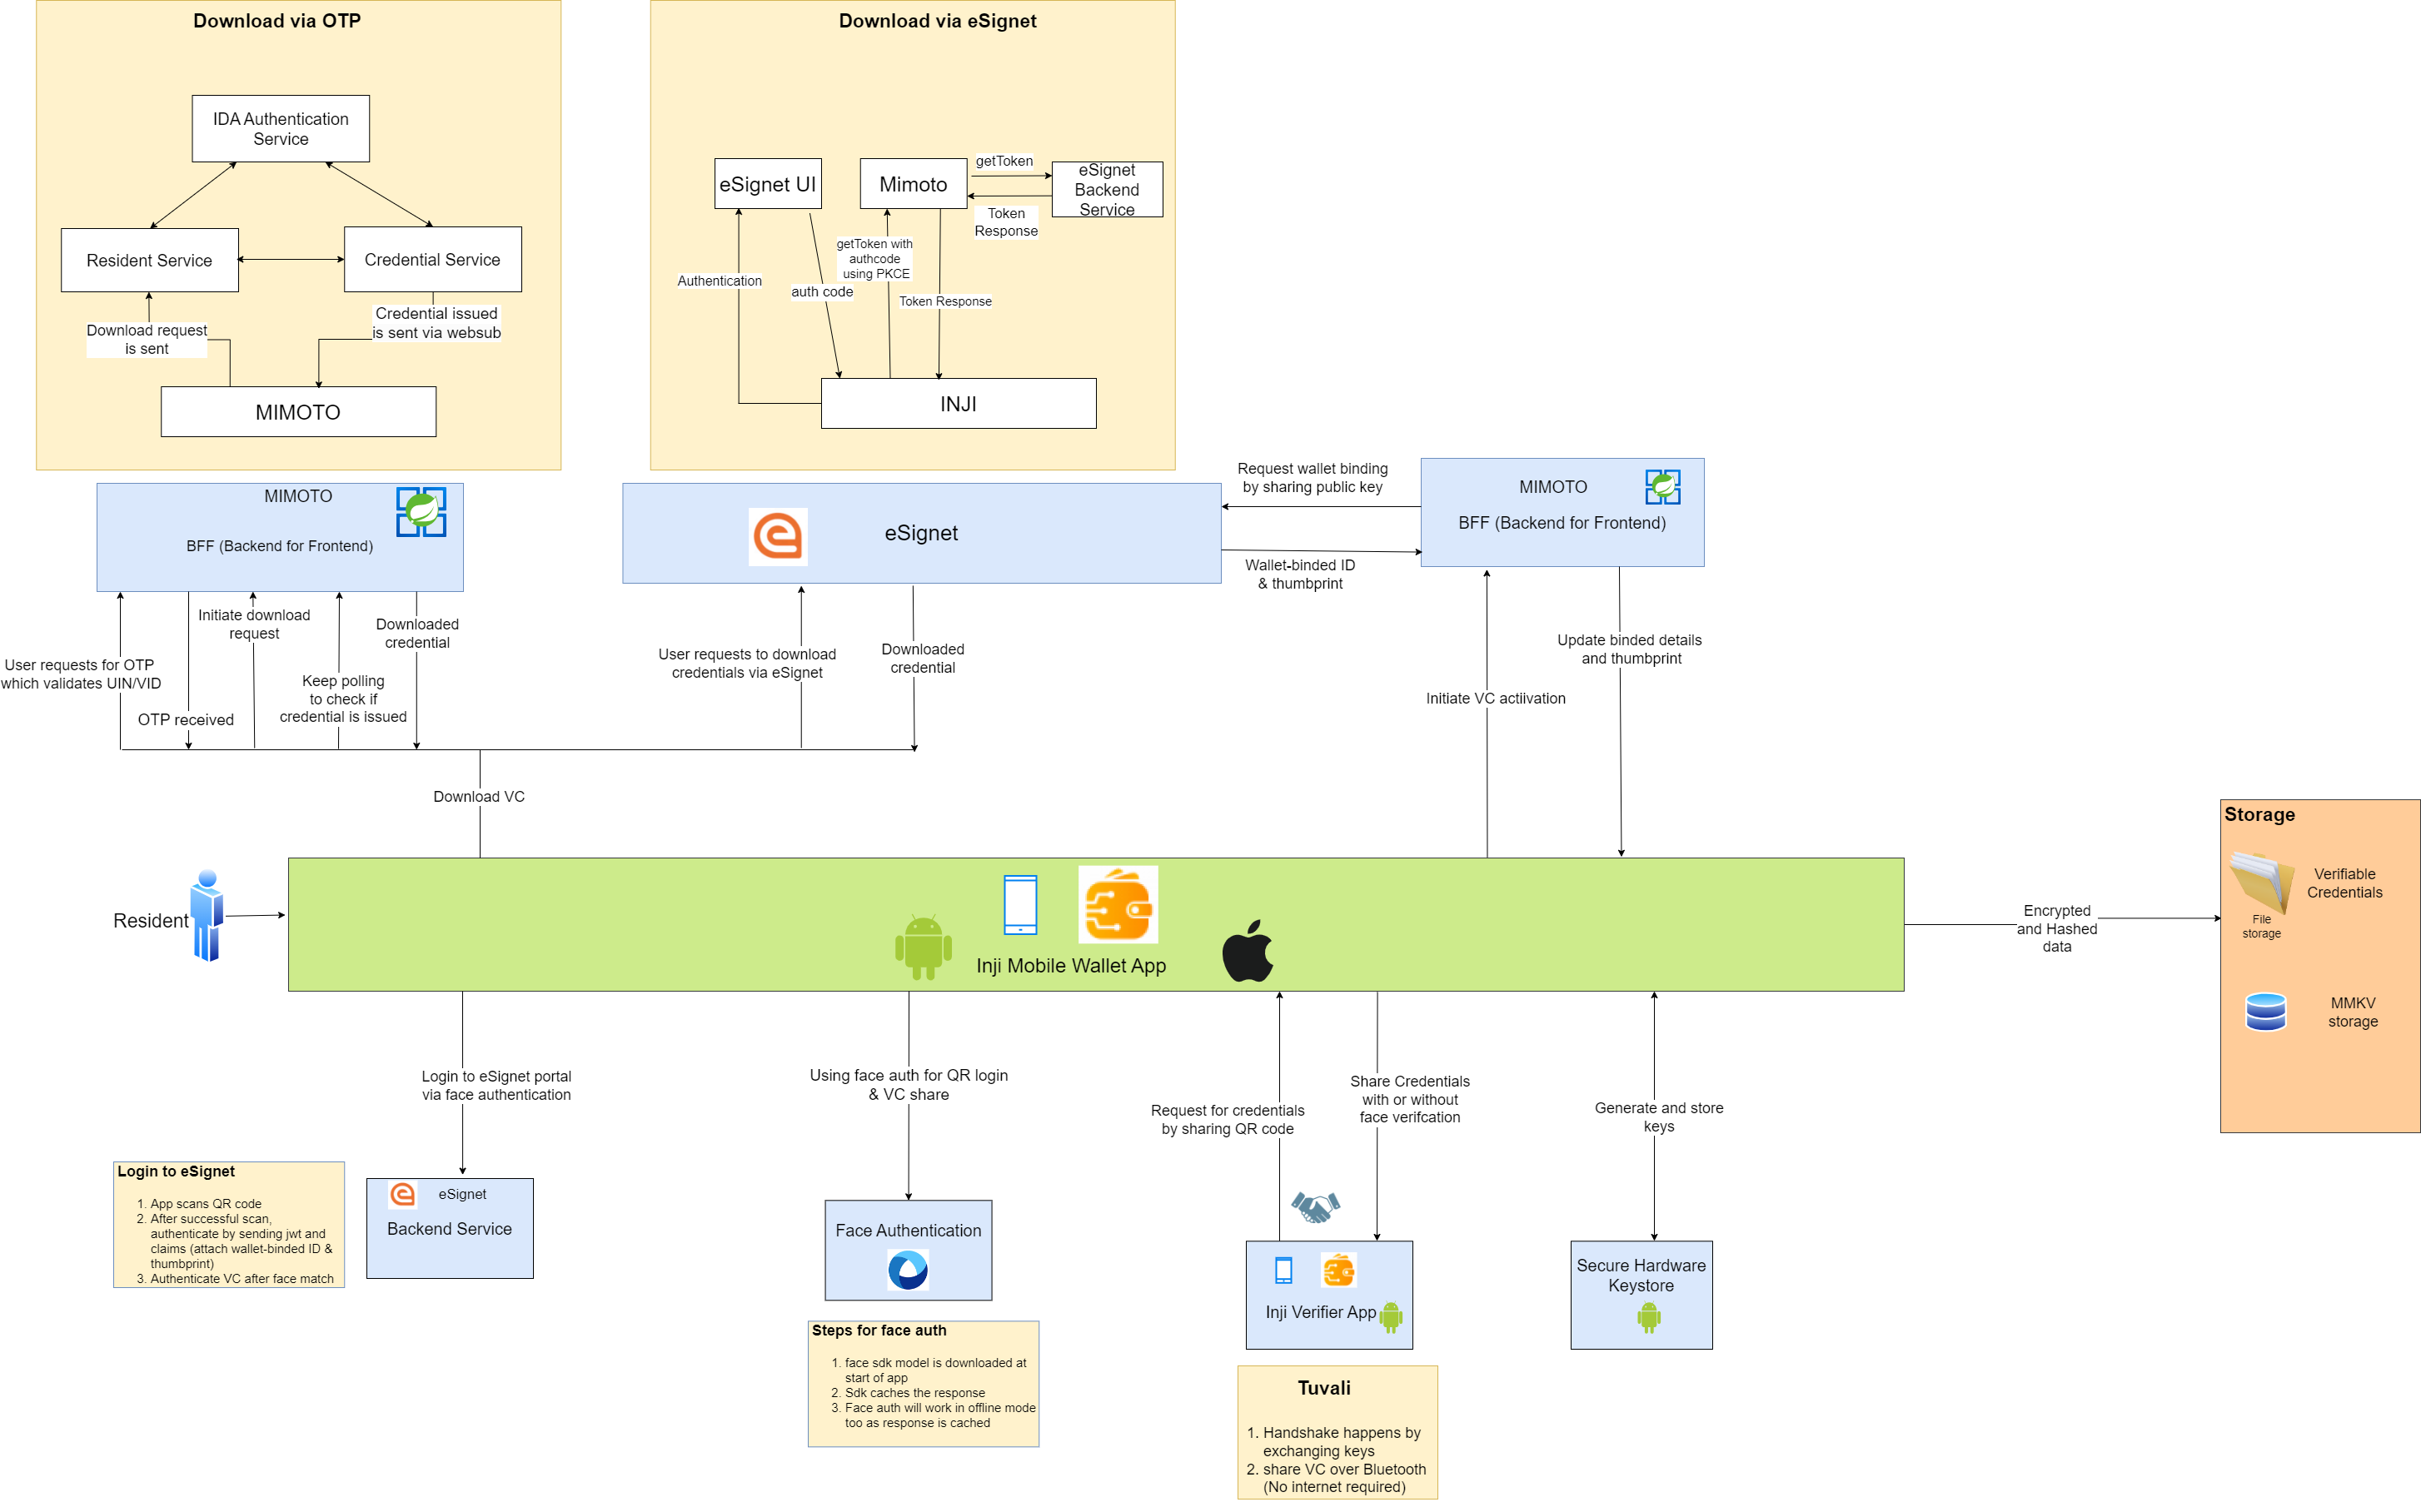 Download via OTP
IDA Authentication
Service
Resident Service
Credential Service
Download request
is sent
Credential issued
is sent via websub
MIMOTO
Download via eSignet
eSignet UI
Mimoto
getToken
eSignet
Backend
Service
Token
Response
getToken with
authcode
using PKCE
Authentication
auth code
Token Response
INJI
MIMOTO
BFF (Backend for Frontend)
eSignet
Request wallet binding
by sharing public key
Wallet-binded ID
& thumbprint
MIMOTO
BFF (Backend for Frontend)
User requests for OTP
which validates UIN/VID
OTP received
Initiate download
request
Keep polling
to check if
credential is issued
Downloaded
credential
User requests to download
credentials via eSignet
Downloaded
credential
Initiate VC actiivation
Update binded details
and thumbprint
Download VC
Resident
Inji Mobile Wallet App
Encrypted
and Hashed
data
Storage
Verifiable
Credentials
File
storage
MMKV
storage
Login to eSignet portal
via face authentication
Using face auth for QR login
& VC share
Request for credentials
by sharing QR code
Share Credentials
with or without
face verifcation
Generate and store
keys
Login to eSignet
1. App scans QR code
2. After successful scan,
authenticate by sending jwt and
claims (attach wallet-binded ID &
thumbprint)
3. Authenticate VC after face match
eSignet
Backend Service
Face Authentication
Steps for face auth
1. face sdk model is downloaded at
start of app
2. Sdk caches the response
3. Face auth will work in offline mode
too as response is cached
Inji Verifier App
Secure Hardware
Keystore
Tuvali
1. Handshake happens by
exchanging keys
2. share VC over Bluetooth
(No internet required)